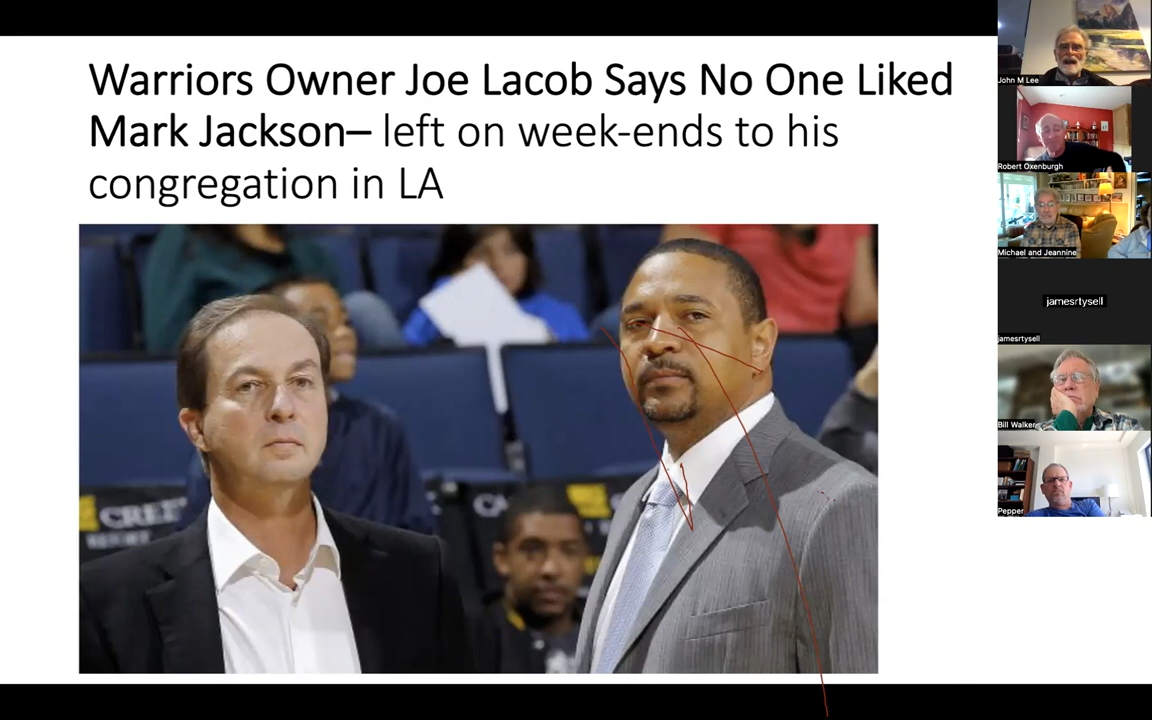 Warriors Owner Joe Lacob Says No One Liked
Mark Jackson– left on week-ends to his
congregation in LA
CREE
John M Lee
Robert Oxenburgh
Michael and Jeannine
jamesrtysell
jamesrtysell
Bill Walker
Pepper